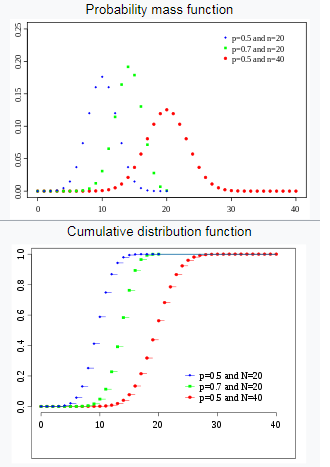 Probability mass function
0.25
0.20
0.15
0.10
0.05
0.00
p=0.5 and n=20
p=0.7 and n=20
p=0.5 and n=40
0 10 20 30 40
Cumulative distribution function
1.0
0.8
0.6
0.4
0.2
0.0
p=0.5 and N=20
p=0.7 and N=20
p=0.5 and N=40
0 10 20 30 40